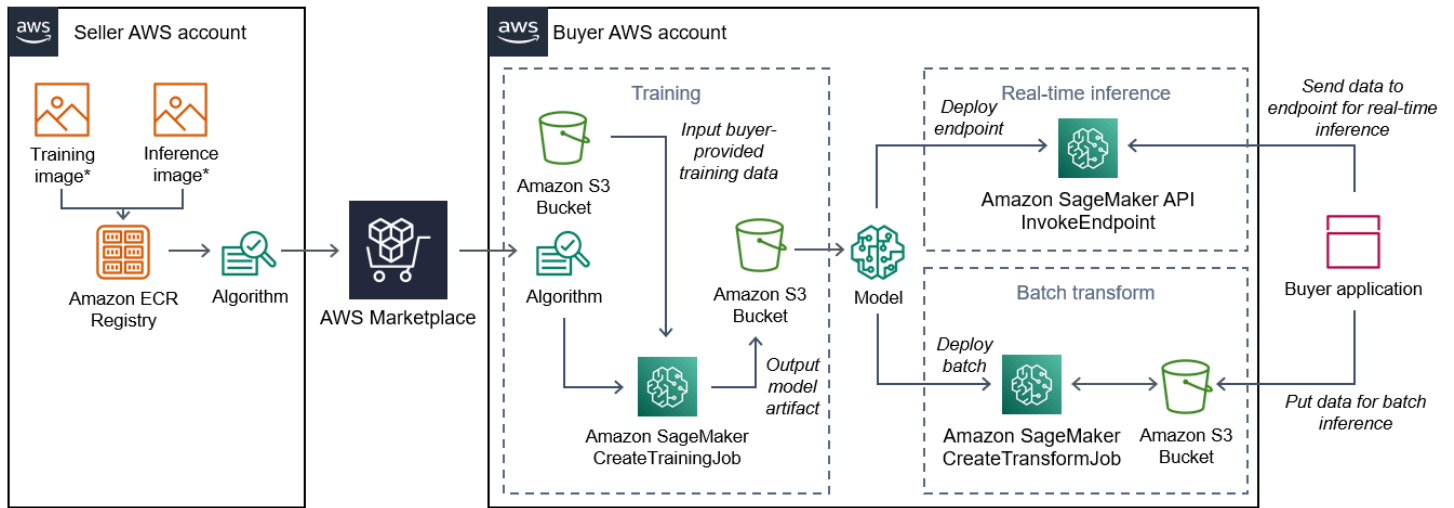 aws
Seller AWS account
Training
image*
Inference
image*
Amazon ECR
Registry
Algorithm
AWS Marketplace
aws
Buyer AWS account
Training
Amazon S3
Bucket
Input buyer-
provided
training data
Algorithm
Amazon SageMaker
CreateTrainingJob
Output
model
artifact
Amazon S3
Bucket
Model
Real-time inference
Deploy
endpoint
Amazon SageMaker API
InvokeEndpoint
Batch transform
Deploy
batch
Amazon SageMaker
CreateTransformJob
Amazon S3
Bucket
Send data to
endpoint for real-time
inference
Buyer application
Put data for batch
inference